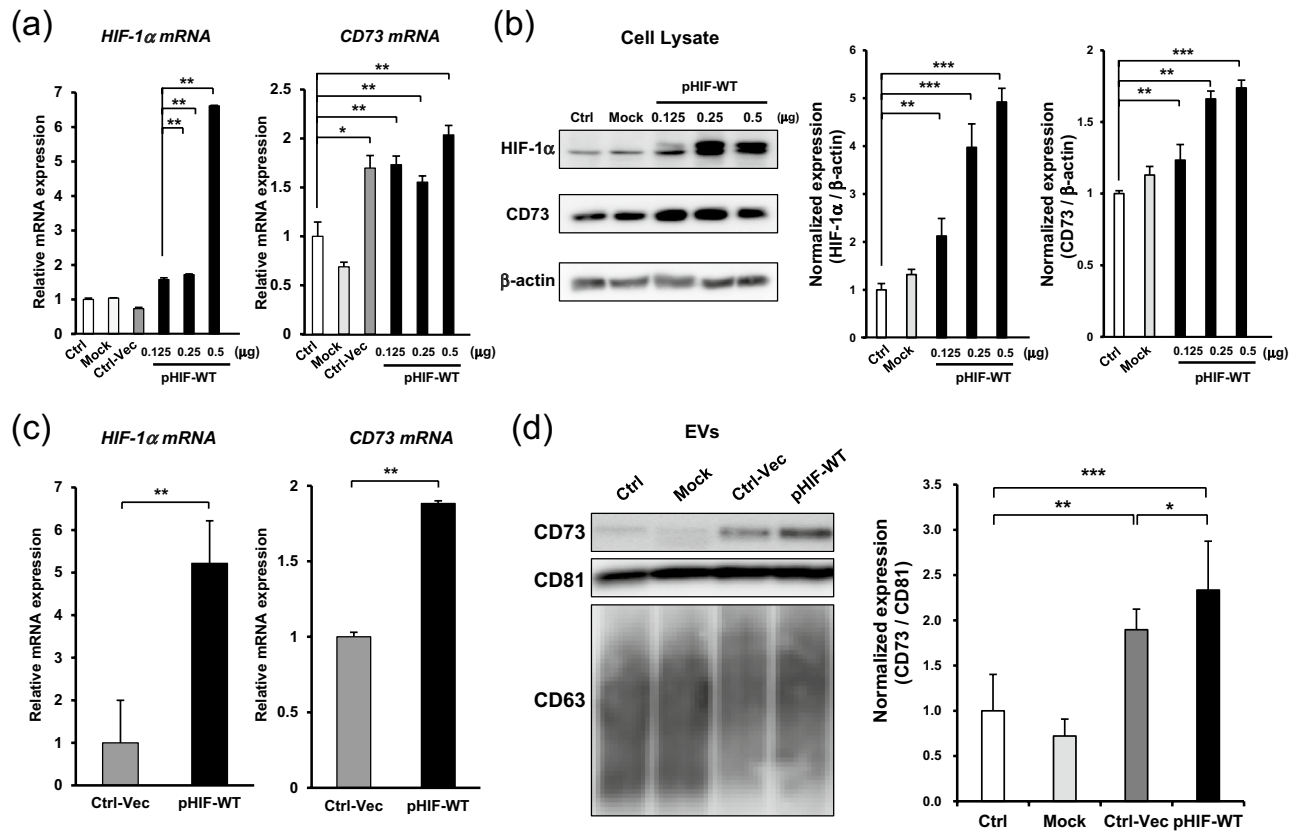 (a)
HIF-1α mRNA
Relative mRNA expression
7
6
5
4
3
2
1
0
**
**
**
Ctrl
Mock
Ctrl-Vec
0.125 0.25 0.5 (μg)
pHIF-WT
CD73 mRNA
Relative mRNA expression
2.5
2
1.5
1
0.5
0
**
**
**
*
Ctrl
Mock
Ctrl-Vec
0.125 0.25 0.5 (μg)
pHIF-WT
(b)
Cell Lysate
pHIF-WT
Ctrl Mock 0.125 0.25 0.5 (μg)
HIF-1α
CD73
β-actin
Normalized expression
(HIF-1α / β-actin)
6
5
4
3
2
1
0
***
***
**
Ctrl
Mock
0.125 0.25 0.5 (μg)
pHIF-WT
Normalized expression
(CD73 / β-actin)
2
1.5
1
0.5
0
***
**
**
Ctrl
Mock
0.125 0.25 0.5 (μg)
pHIF-WT
(c)
HIF-1α mRNA
Relative mRNA expression
7
6
5
4
3
2
1
0
**
Ctrl-Vec pHIF-WT
CD73 mRNA
Relative mRNA expression
2
1.5
1
0.5
0
**
Ctrl-Vec pHIF-WT
(d)
EVs
Ctrl
Mock
Ctrl-Vec
pHIF-WT
CD73
CD81
CD63
Normalized expression
(CD73 / CD81)
3.5
3.0
2.5
2.0
1.5
1.0
0.5
0.0
***
**
*
Ctrl Mock Ctrl-Vec pHIF-WT